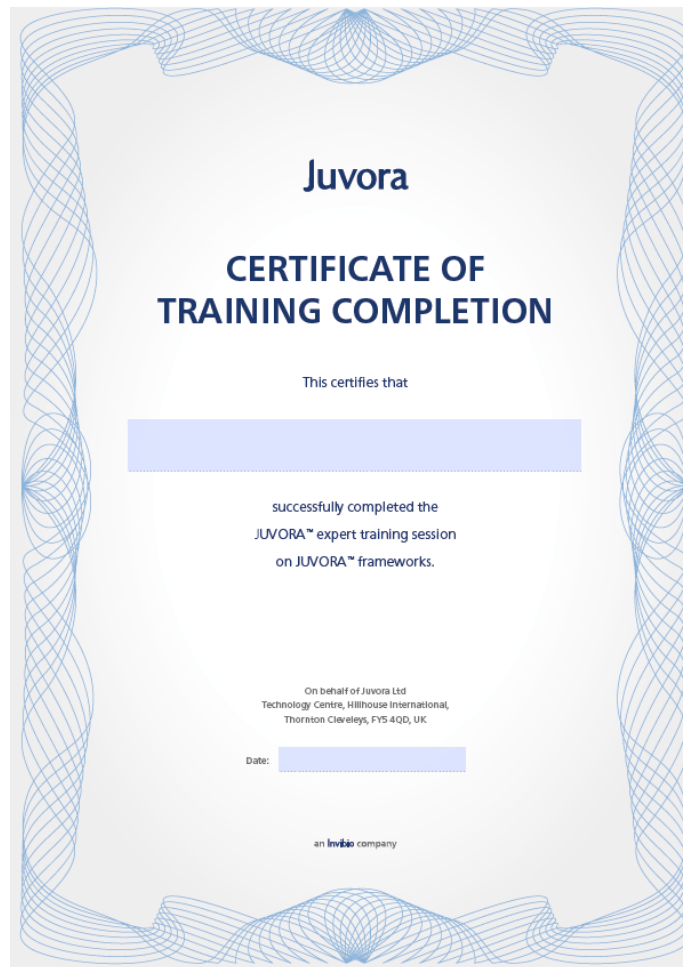 Juvora
CERTIFICATE OF
TRAINING COMPLETION
This certifies that
successfully completed the
JUVORA™ expert training session
on JUVORA™ frameworks.
On behalf of Juvora Ltd
Technology Centre, Hillhouse International,
Thornton Cleveleys, FY5 4QD, UK
Date:
an Invibio company